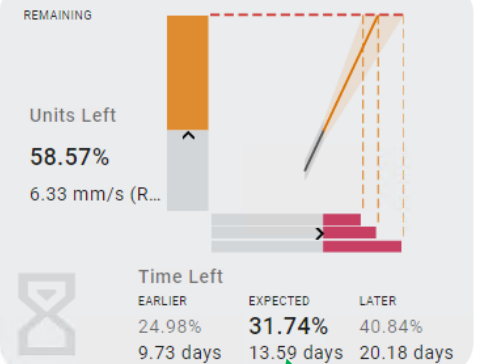 REMAINING
Units Left
58.57%
6.33 mm/s (R...
Time Left
EARLIER EXPECTED LATER
24.98% 31.74% 40.84%
9.73 days 13.59 days 20.18 days